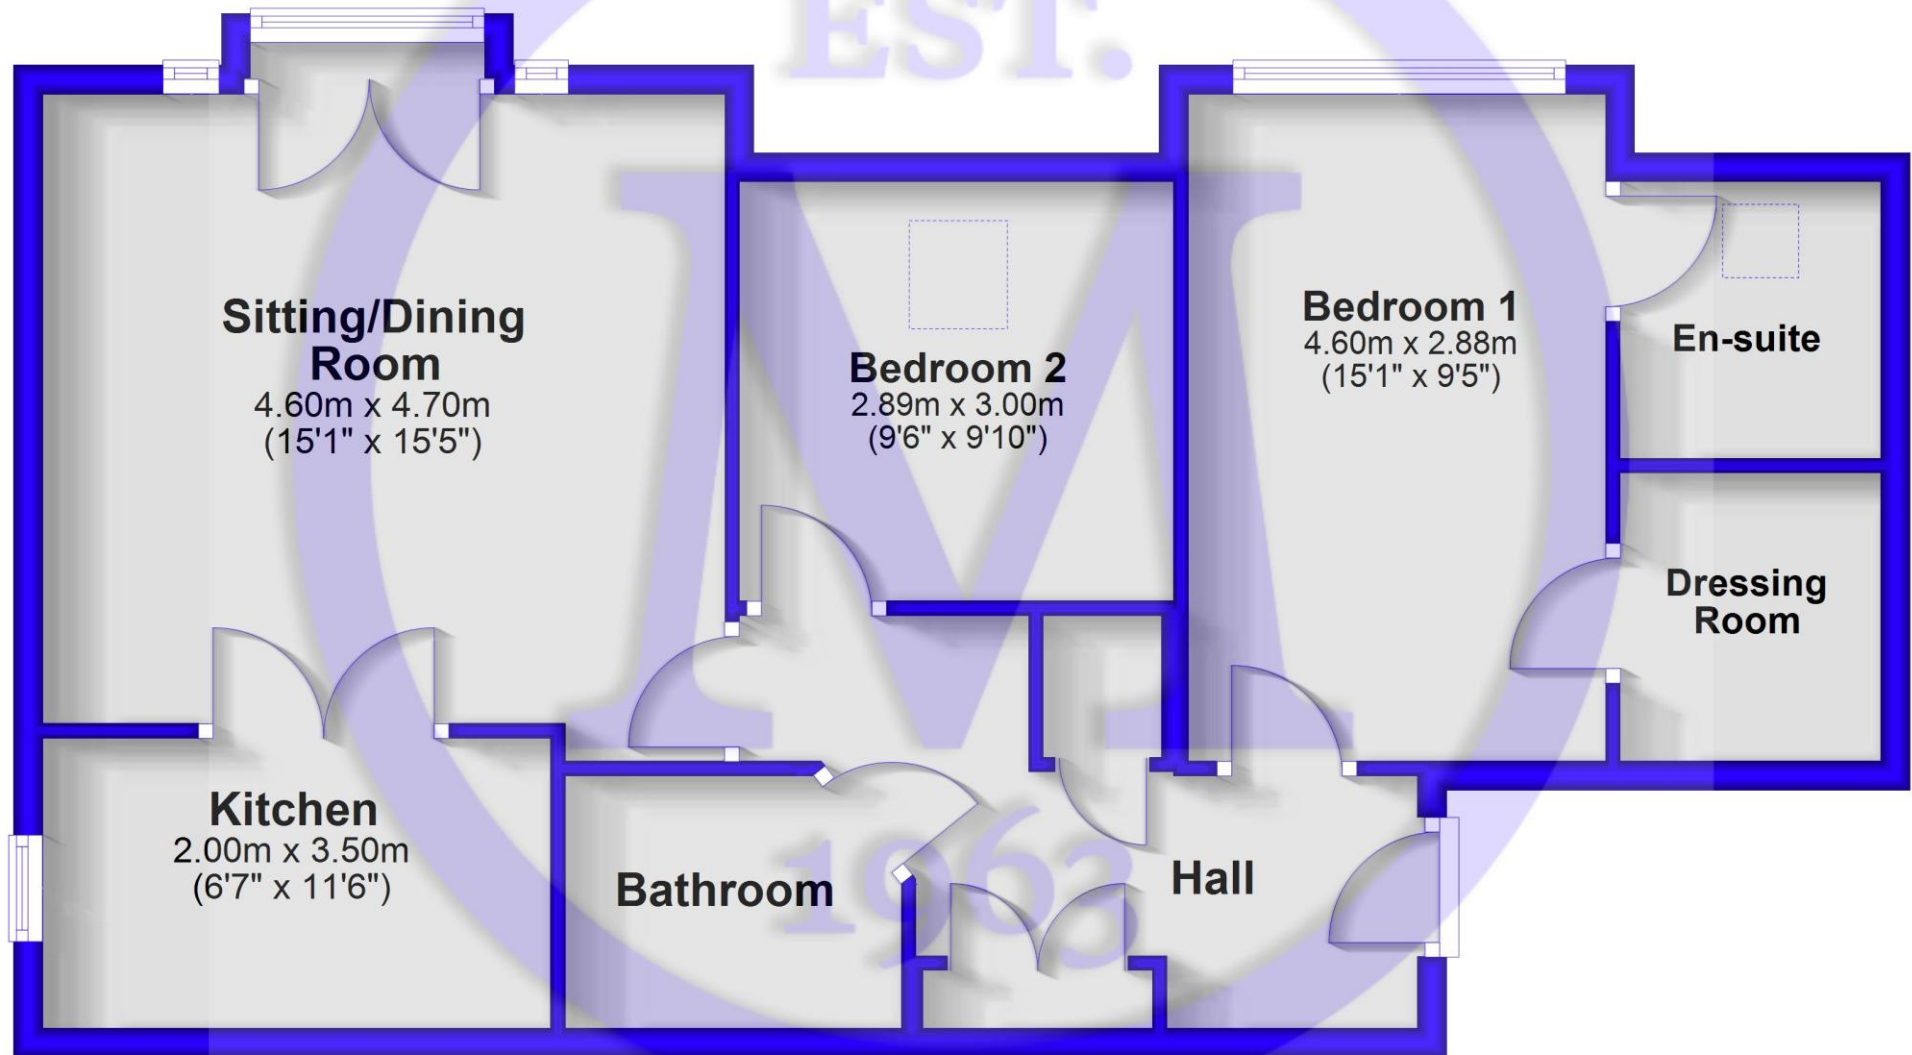 EST.
Sitting/Dining
Room
4.60m x 4.70m
(15'1" x 15'5")
Bedroom 2
2.89m x 3.00m
(9'6" x 9'10")
Bedroom 1
4.60m x 2.88m
(15'1" x 9'5")
En-suite
Dressing
Room
M
Kitchen
2.00m x 3.50m
(6'7" x 11'6")
Bathroom
Hall
1963